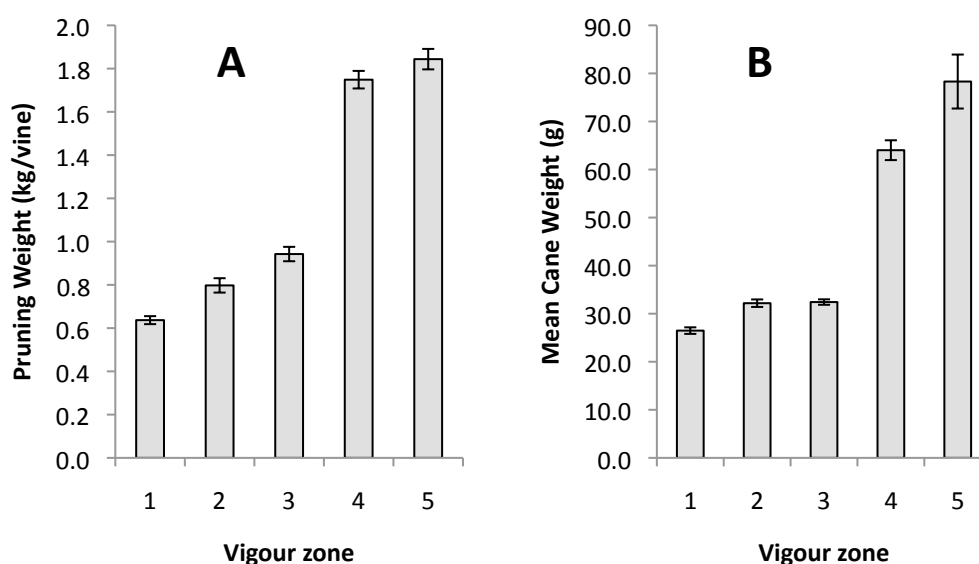 A
Pruning Weight (kg/vine)
2.0
1.8
1.6
1.4
1.2
1.0
0.8
0.6
0.4
0.2
0.0
1 2 3 4 5
Vigour zone
B
Mean Cane Weight (g)
90.0
80.0
70.0
60.0
50.0
40.0
30.0
20.0
10.0
0.0
1 2 3 4 5
Vigour zone